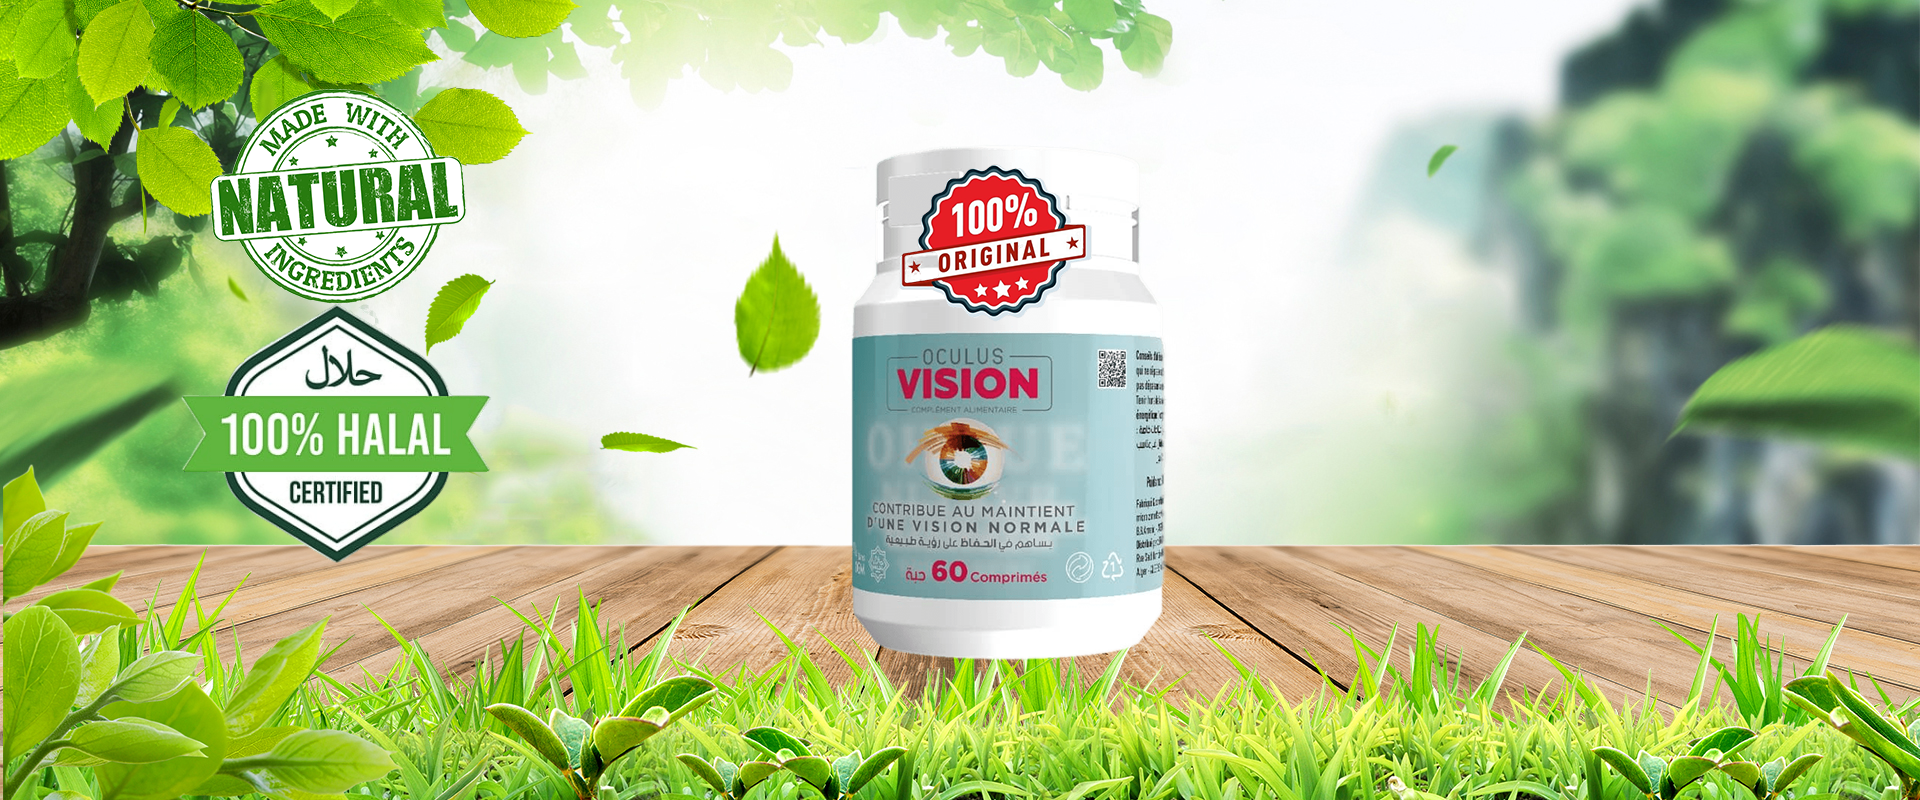 MADE WITH
NATURAL
INGREDIENTS
حلال
100% HALAL
CERTIFIED
100%
ORIGINAL
OCULUS
VISION
COMPLÉMENT ALIMENTAIRE
CONTRIBUE AU MAINTIENT
D'UNE VISION NORMALE
يساهم في الحفاظ على رؤية طبيعية
حبة 60 Comprimés